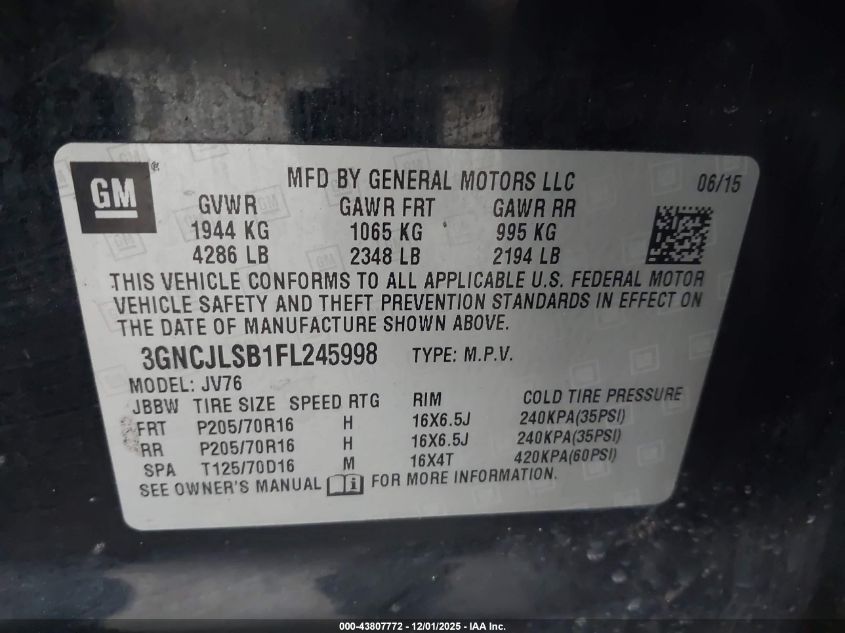 GM ®
MFD BY GENERAL MOTORS LLC 06/15
GVWR GAWR FRT GAWR RR
1944 KG 1065 KG 995 KG
4286 LB 2348 LB 2194 LB
THIS VEHICLE CONFORMS TO ALL APPLICABLE U.S. FEDERAL MOTOR
VEHICLE SAFETY AND THEFT PREVENTION STANDARDS IN EFFECT ON
THE DATE OF MANUFACTURE SHOWN ABOVE.
3GNCJLSB1FL245998 TYPE: M.P.V.
MODEL: JV76
JBBW TIRE SIZE SPEED RTG RIM COLD TIRE PRESSURE
FRT P205/70R16 H 16X6.5J 240KPA(35PSI)
RR P205/70R16 H 16X6.5J 240KPA(35PSI)
SPA T125/70D16 M 16X4T 420KPA(60PSI)
SEE OWNER'S MANUAL FOR MORE INFORMATION.
000-43807772 - 12/01/2025 - IAA Inc.